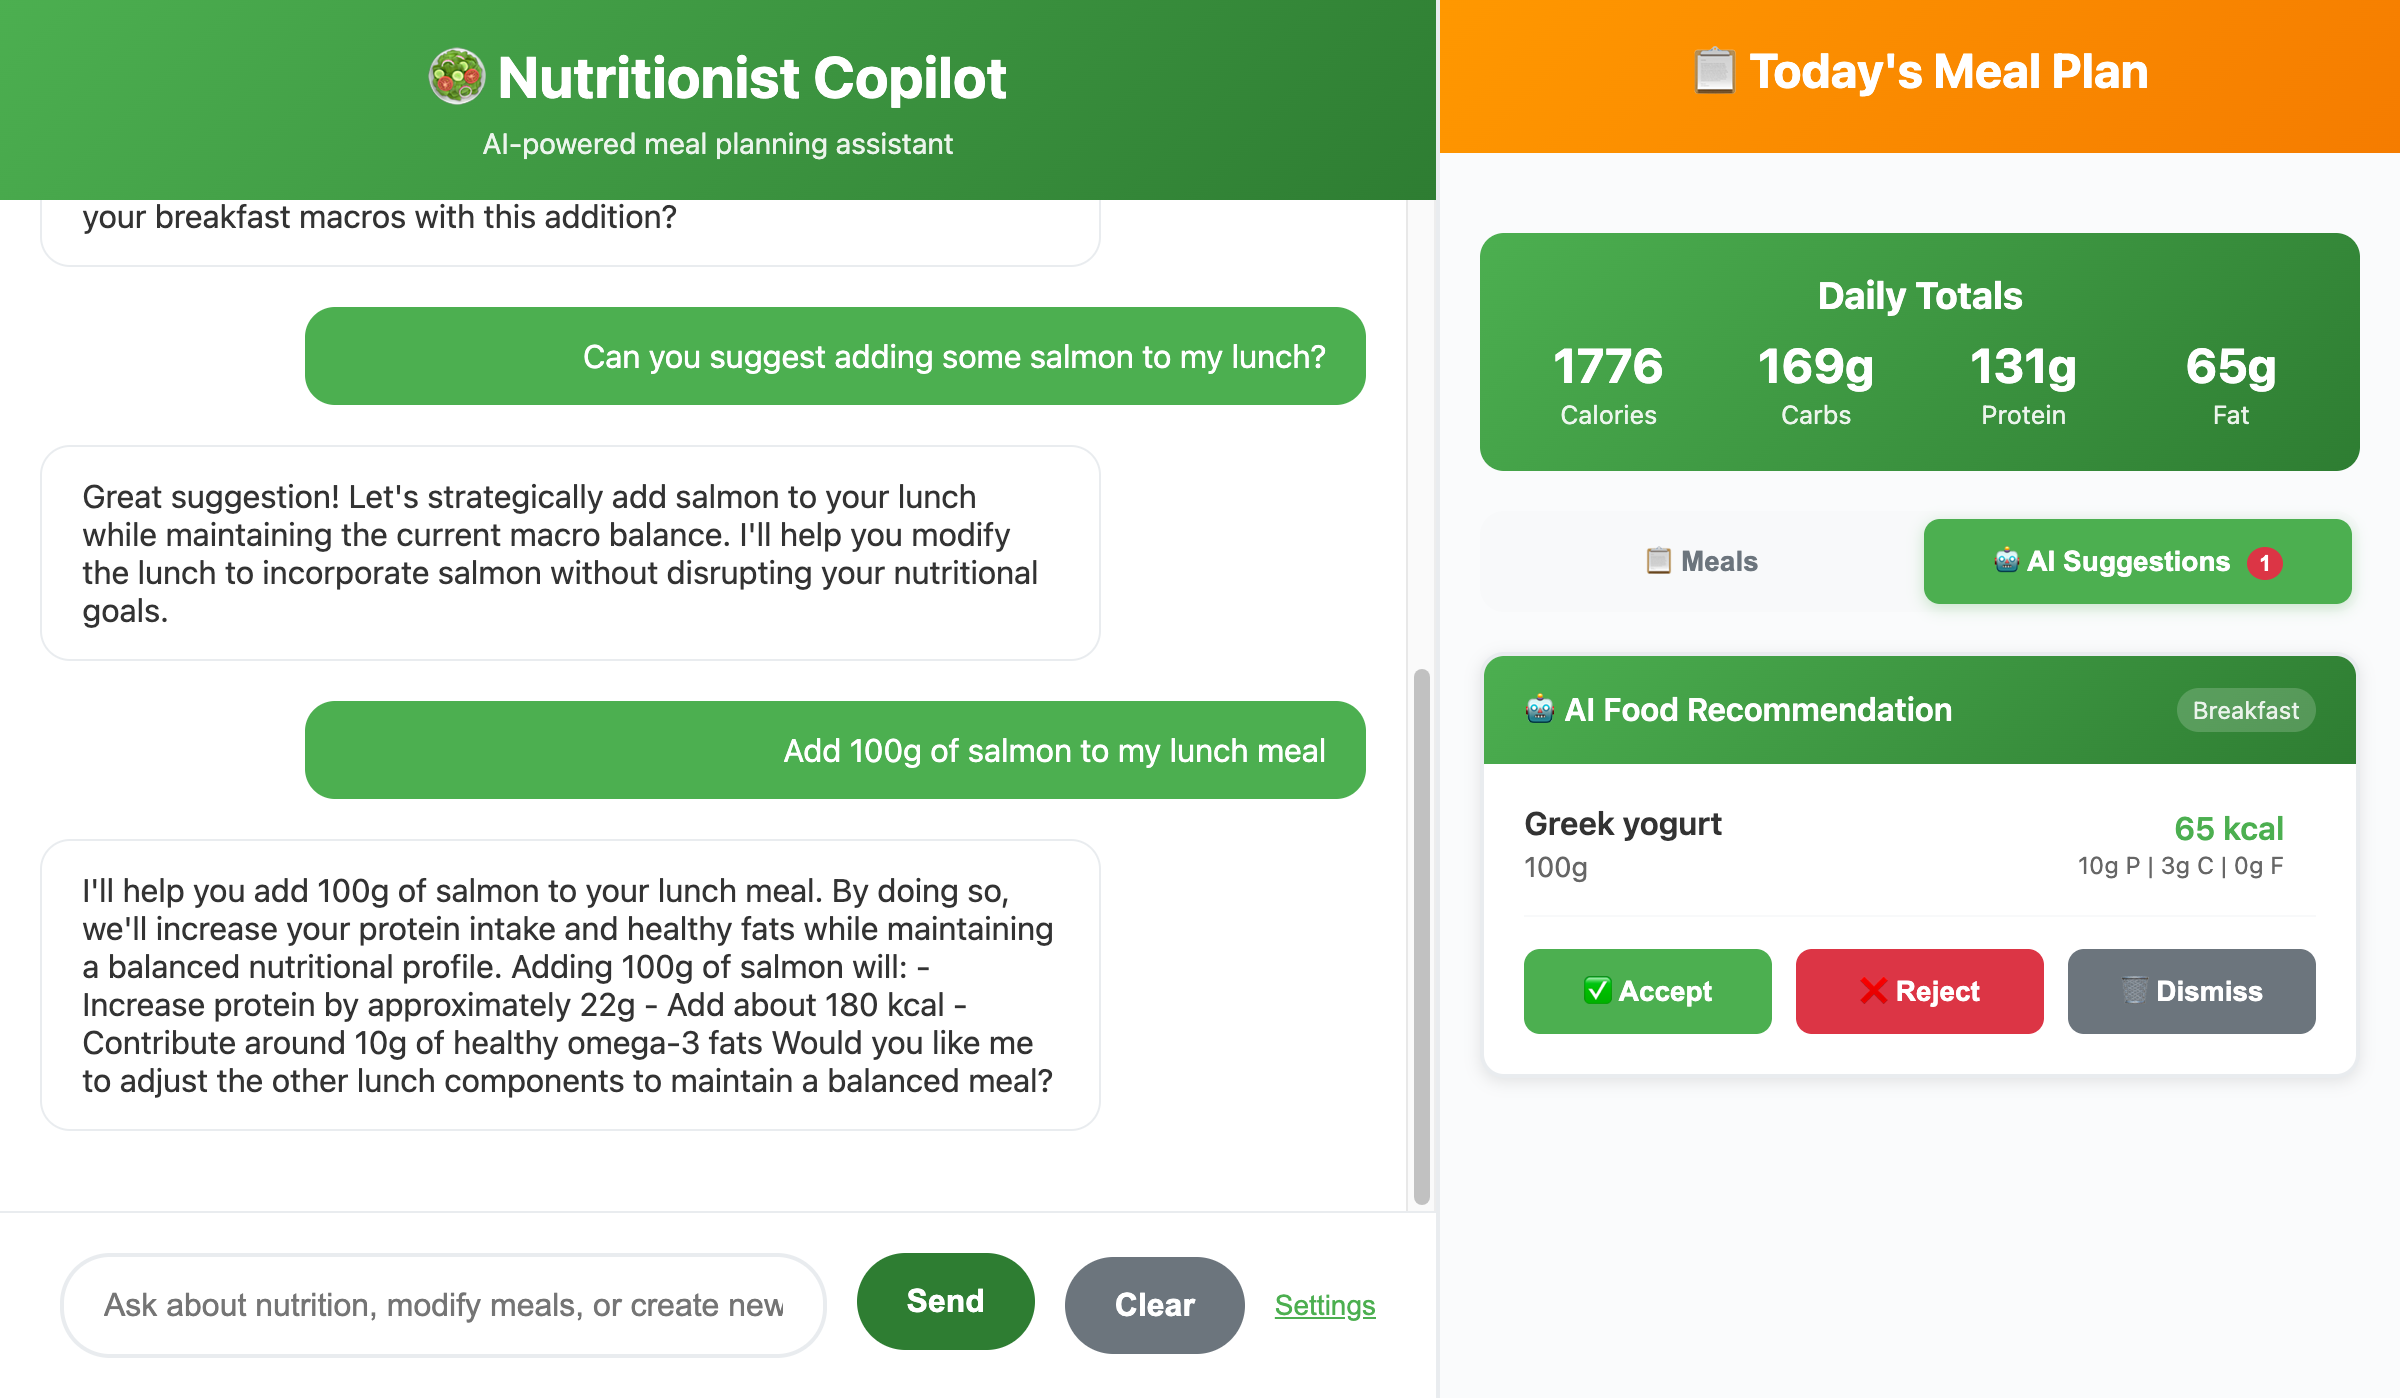 Nutritionist Copilot
AI-powered meal planning assistant
your breakfast macros with this addition?
Can you suggest adding some salmon to my lunch?
Great suggestion! Let's strategically add salmon to your lunch
while maintaining the current macro balance. I'll help you modify
the lunch to incorporate salmon without disrupting your nutritional
goals.
Add 100g of salmon to my lunch meal
I'll help you add 100g of salmon to your lunch meal. By doing so,
we'll increase your protein intake and healthy fats while maintaining
a balanced nutritional profile. Adding 100g of salmon will: -
Increase protein by approximately 22g - Add about 180 kcal -
Contribute around 10g of healthy omega-3 fats Would you like me
to adjust the other lunch components to maintain a balanced meal?
Ask about nutrition, modify meals, or create new
Send
Clear
Settings
Today's Meal Plan
Daily Totals
1776 169g 131g 65g
Calories Carbs Protein Fat
Meals
AI Suggestions 1
AI Food Recommendation
Breakfast
Greek yogurt
100g
65 kcal
10g P | 3g C | 0g F
Accept
Reject
Dismiss